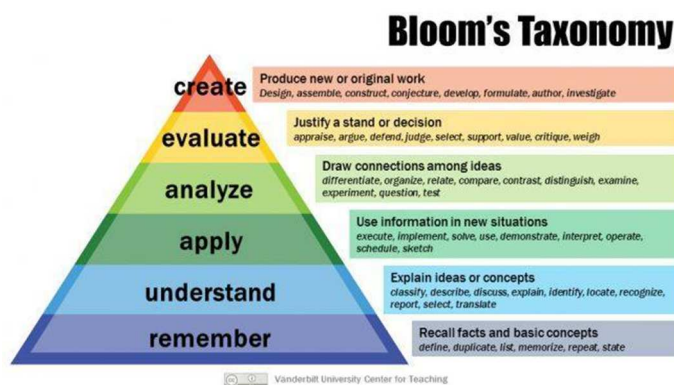 Bloom's Taxonomy
create
Produce new or original work
Design, assemble, construct, conjecture, develop, formulate, author, investigate
evaluate
Justify a stand or decision
appraise, argue, defend, judge, select, support, value, critique, weigh
analyze
Draw connections among ideas
differentiate, organize, relate, compare, contrast, distinguish, examine,
experiment, question, test
apply
Use information in new situations
execute, implement, solve, use, demonstrate, interpret, operate,
schedule, sketch
understand
Explain ideas or concepts
classify, describe, discuss, explain, identify, locate, recognize,
report, select, translate
remember
Recall facts and basic concepts
define, duplicate, list, memorize, repeat, state
Vanderbilt University Center for Teaching